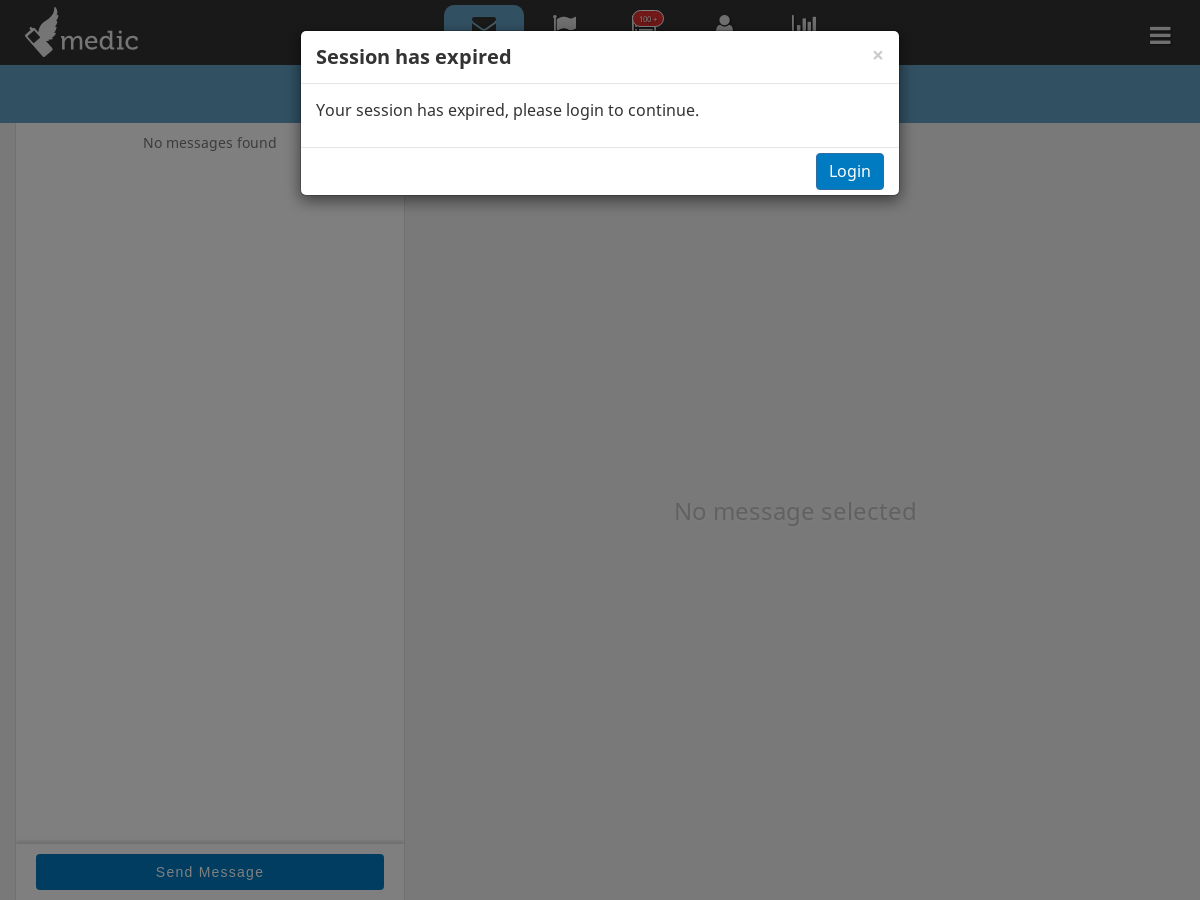 medic
100 +
Session has expired
×
Your session has expired, please login to continue.
Login
No messages found
No message selected
Send Message